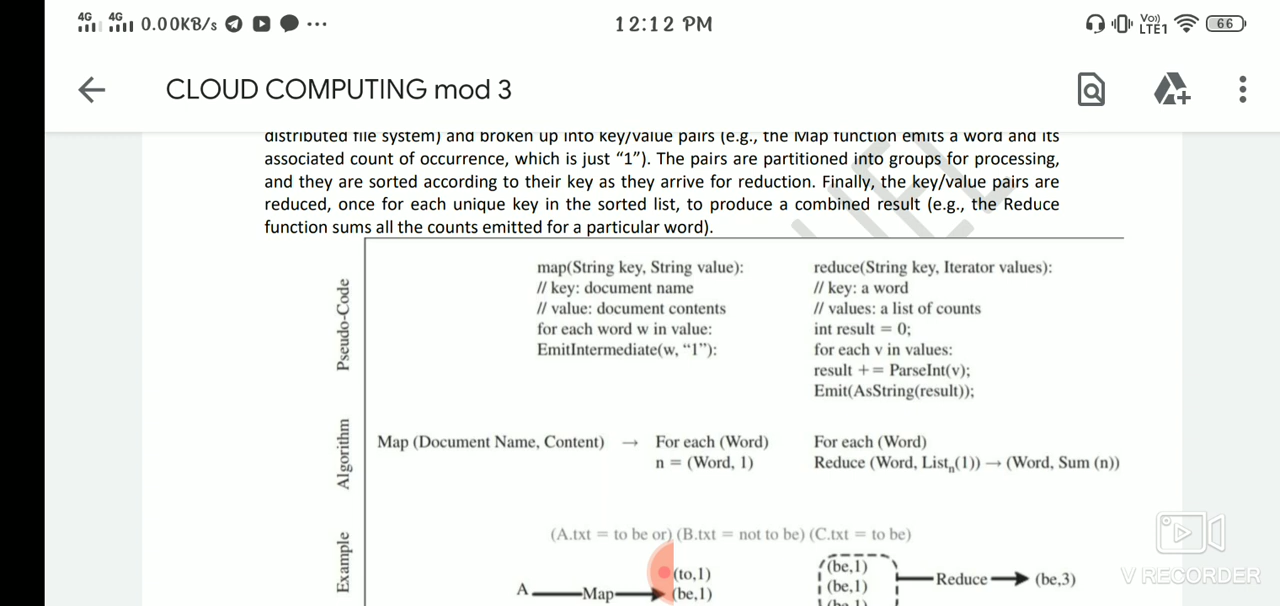 4G 4G 0.00KB/s ... 12:12 PM Vo)) LTE1 66
CLOUD COMPUTING mod 3
distributed file system) and broken up into key/value pairs (e.g., the Map function emits a word and its
associated count of occurrence, which is just “1”). The pairs are partitioned into groups for processing,
and they are sorted according to their key as they arrive for reduction. Finally, the key/value pairs are
reduced, once for each unique key in the sorted list, to produce a combined result (e.g., the Reduce
function sums all the counts emitted for a particular word).
Pseudo-Code
map(String key, String value):
// key: document name
// value: document contents
for each word w in value:
EmitIntermediate(w, “1”):
reduce(String key, Iterator values):
// key: a word
// values: a list of counts
int result = 0;
for each v in values:
result += ParseInt(v);
Emit(AsString(result));
Algorithm
Map (Document Name, Content) → For each (Word)
n = (Word, 1)
For each (Word)
Reduce (Word, Listn(1)) → (Word, Sum (n))
Example
(A.txt = to be or) (B.txt = not to be) (C.txt = to be)
A Map (to,1)
(be,1)
(be,1)
(be,1)
(be,1)
Reduce (be,3)
V RECORDER